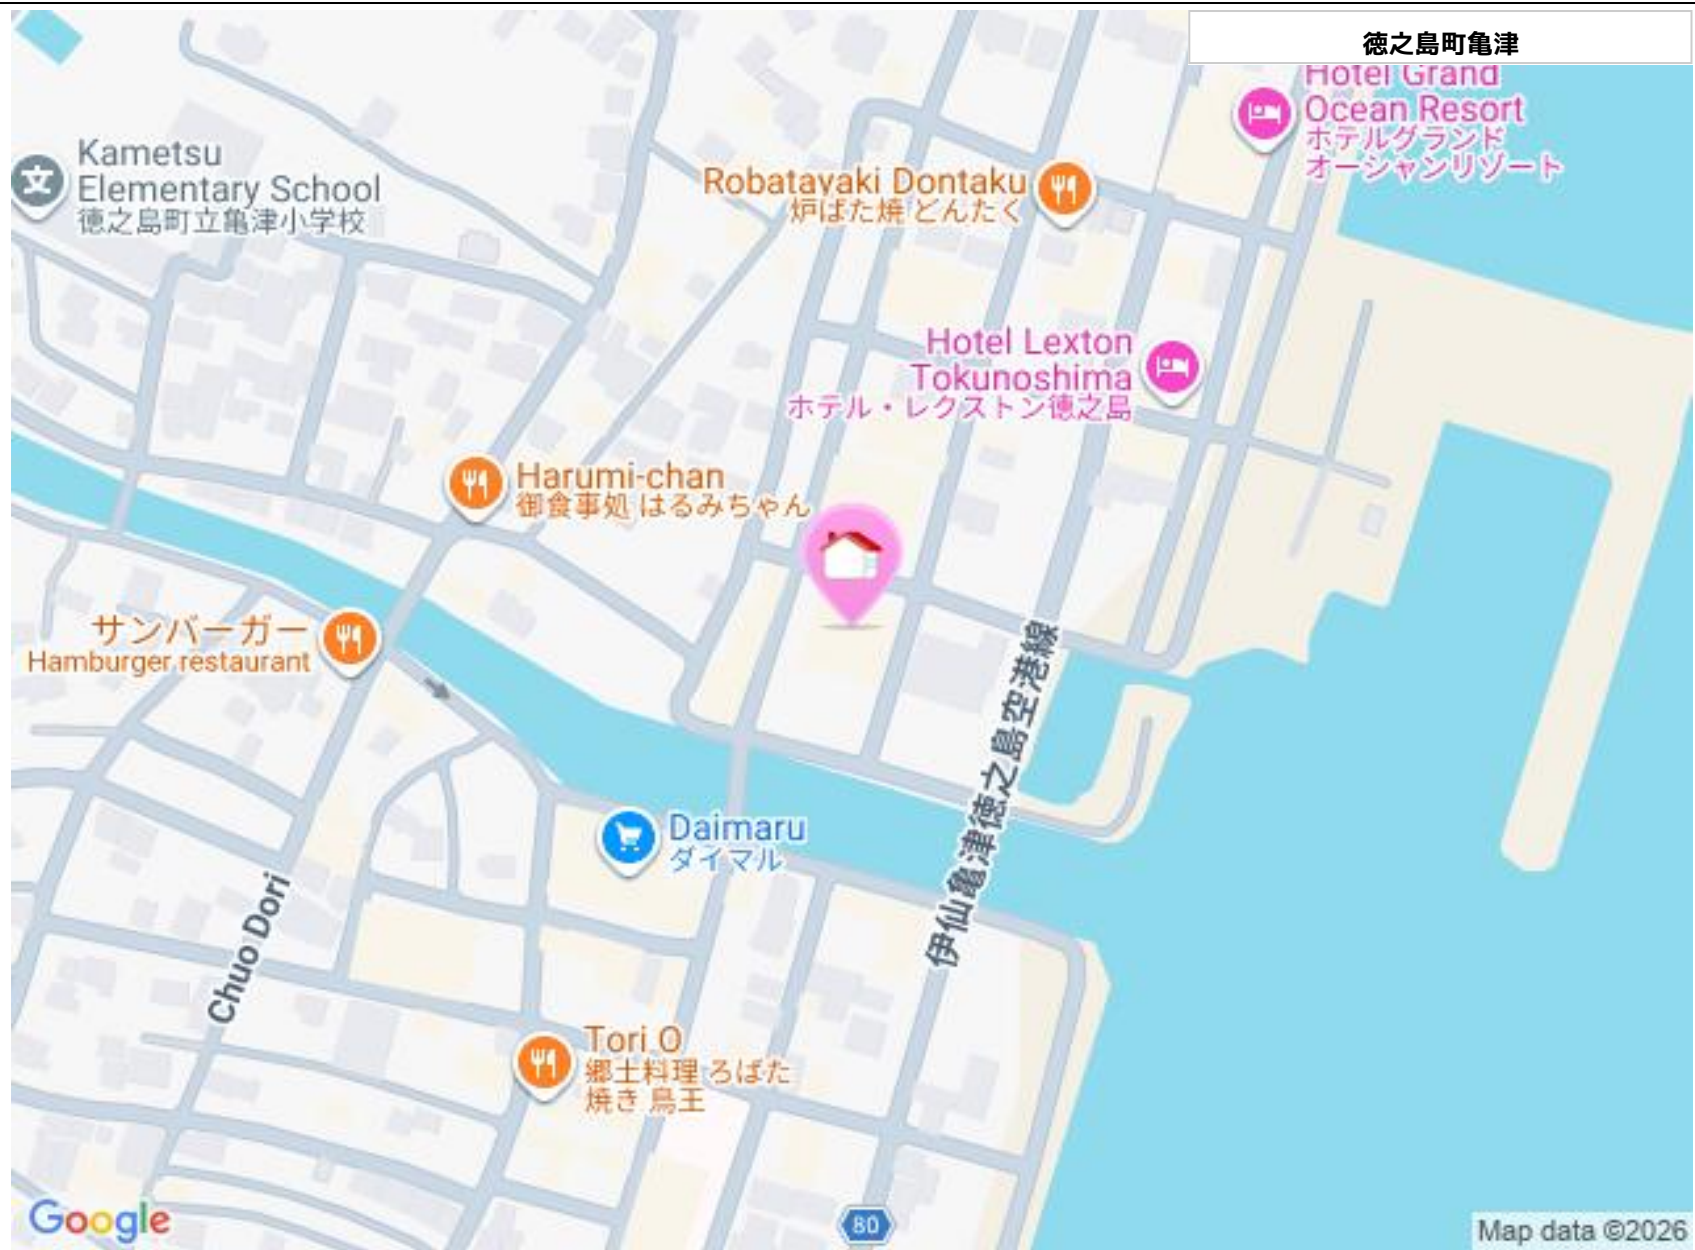 徳之島町亀津
Hotel Grand
Ocean Resort
ホテルグランド
オーシャンリゾート
Kametsu
Elementary School
徳之島町立亀津小学校
文
Robatayaki Dontaku
炉ばた焼 どんたく
Hotel Lexton
Tokunoshima
ホテル・レクストン徳之島
Harumi-chan
御食事処 はるみちゃん
サンバーガー
Hamburger restaurant
伊仙亀津徳之島空港線
Daimaru
ダイマル
Chuo Dori
Tori O
郷土料理 ろばた
焼き 鳥王
80
Google
Map data ©2026